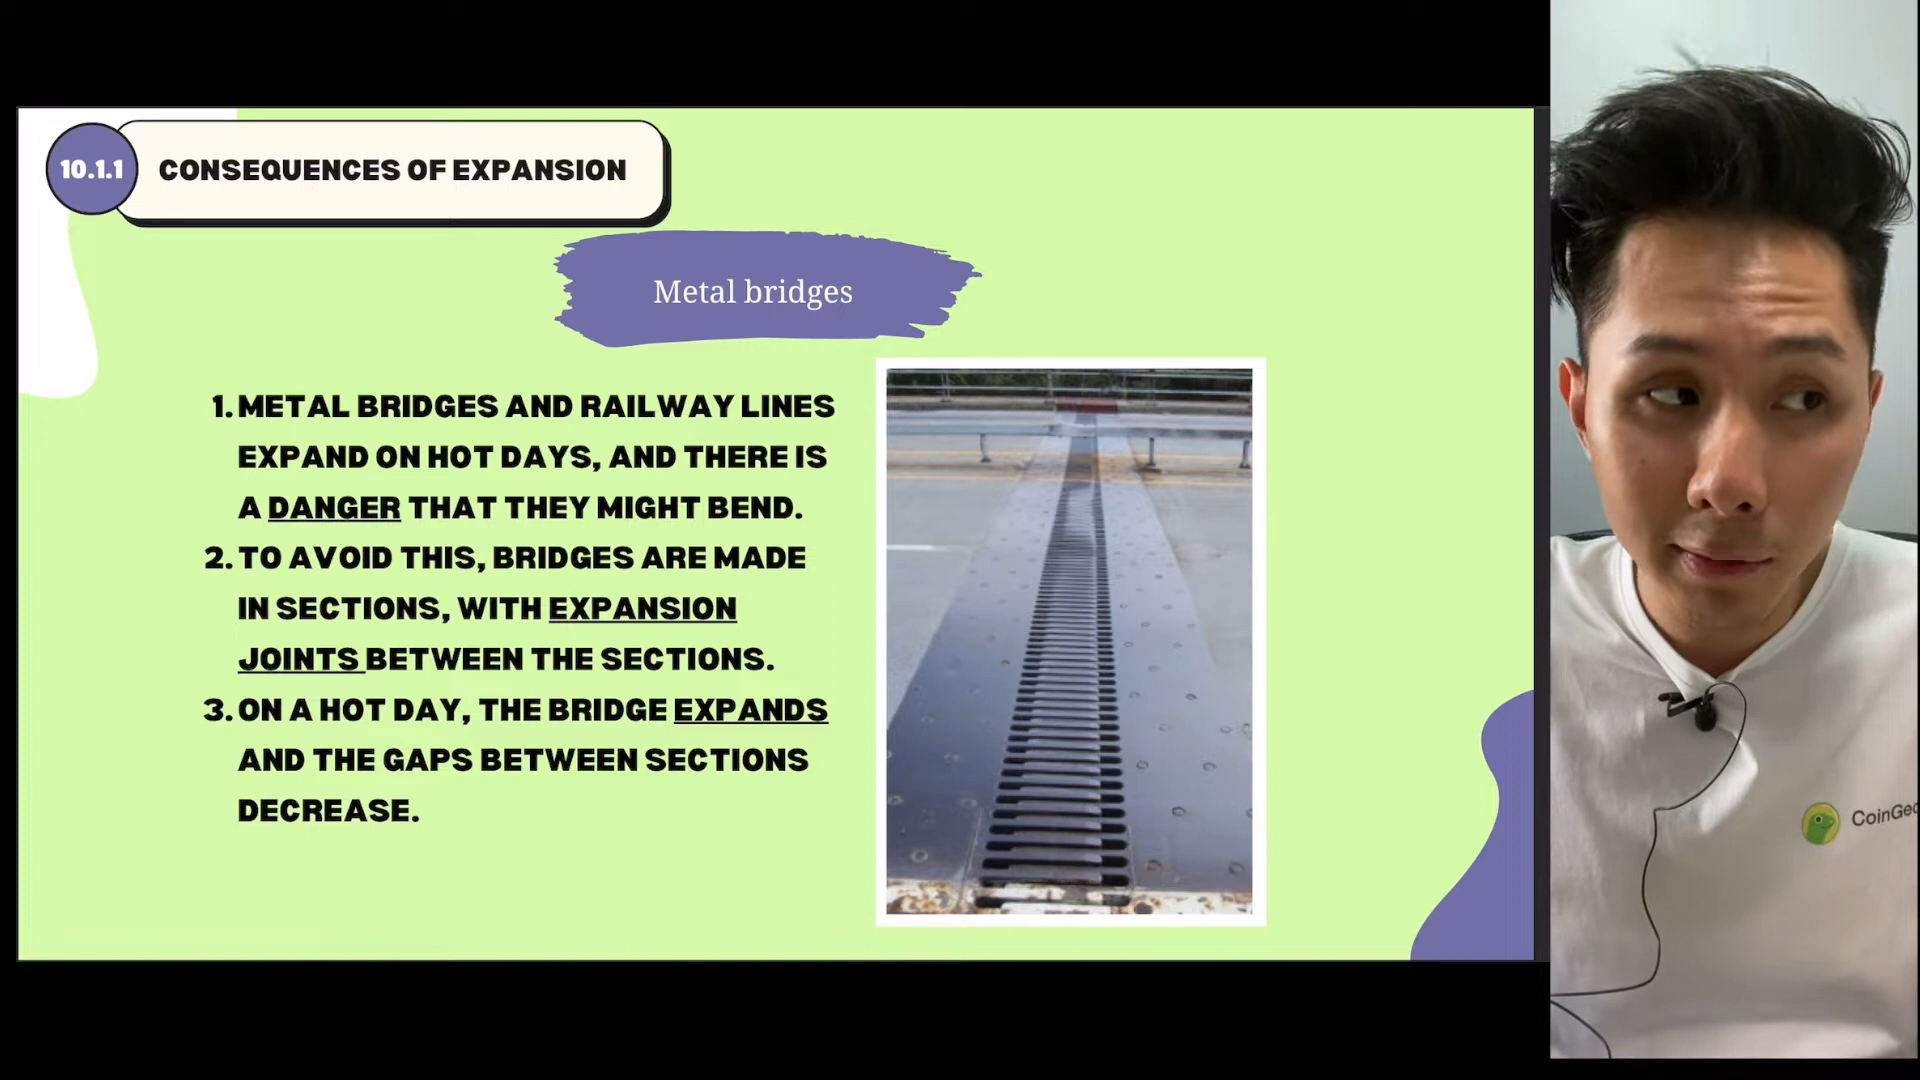 10.1.1
CONSEQUENCES OF EXPANSION
Metal bridges
1. METAL BRIDGES AND RAILWAY LINES
EXPAND ON HOT DAYS, AND THERE IS
A DANGER THAT THEY MIGHT BEND.
2. TO AVOID THIS, BRIDGES ARE MADE
IN SECTIONS, WITH EXPANSION
JOINTS BETWEEN THE SECTIONS.
3. ON A HOT DAY, THE BRIDGE EXPANDS
AND THE GAPS BETWEEN SECTIONS
DECREASE.